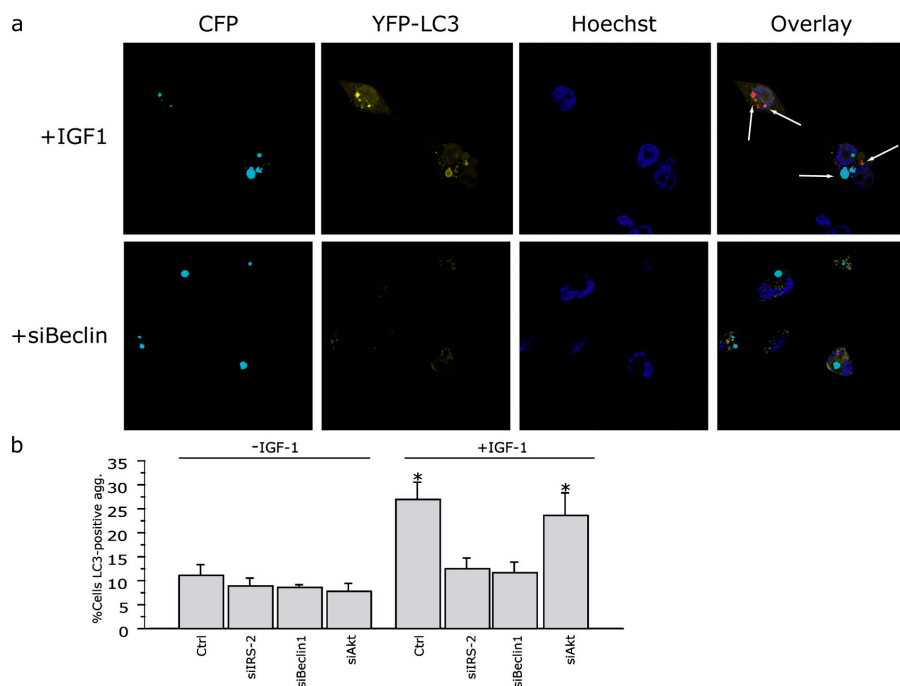 a
CFP YFP-LC3 Hoechst Overlay
+IGF1
+siBeclin
b
-IGF-1 +IGF-1
%Cells LC3-positive agg.
35
30
25
20
15
10
5
0
* *
Ctrl siIRS-2 siBeclin1 siAkt Ctrl siIRS-2 siBeclin1 siAkt